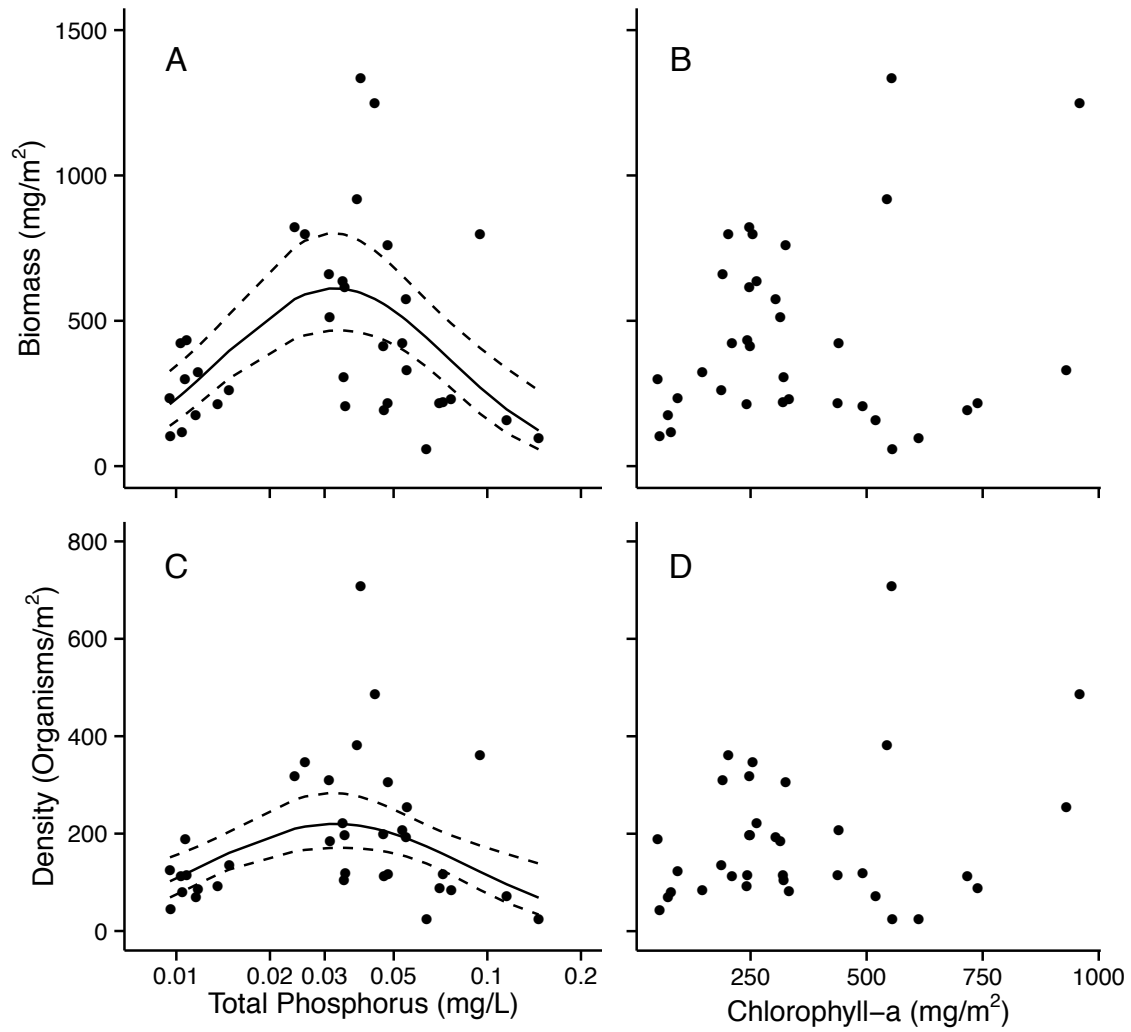 A
B
Biomass (mg/m²)
1500
1000
500
0
C
D
Density (Organisms/m²)
800
600
400
200
0
0.01 0.02 0.03 0.05 0.1 0.2
Total Phosphorus (mg/L)
250 500 750 1000
Chlorophyll−a (mg/m²)